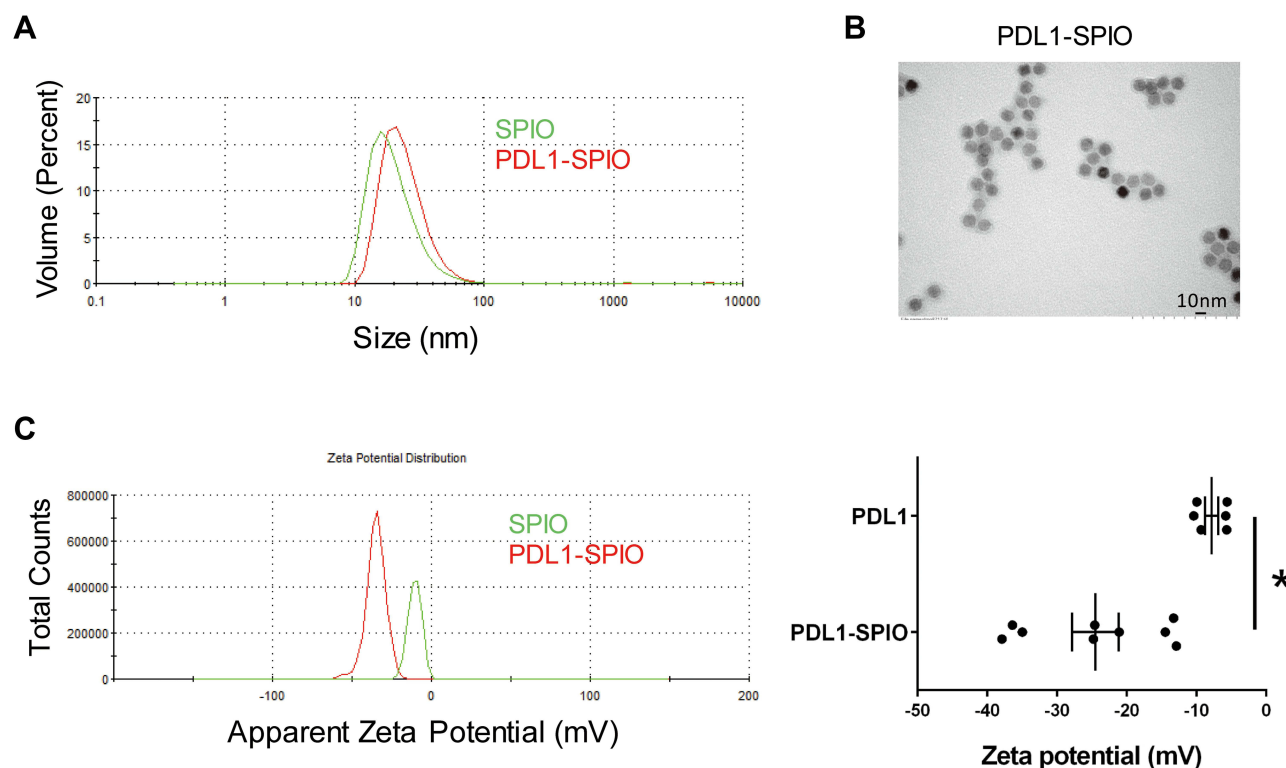 A
Volume (Percent)
20
15
10
5
0
0.1
1
10
100
1000
10000
SPIO
PDL1-SPIO
Size (nm)
B
PDL1-SPIO
10nm
C
Zeta Potential Distribution
Total Counts
800000
600000
400000
200000
0
-100
0
100
200
SPIO
PDL1-SPIO
Apparent Zeta Potential (mV)
PDL1
PDL1-SPIO
*
-50
-40
-30
-20
-10
0
Zeta potential (mV)